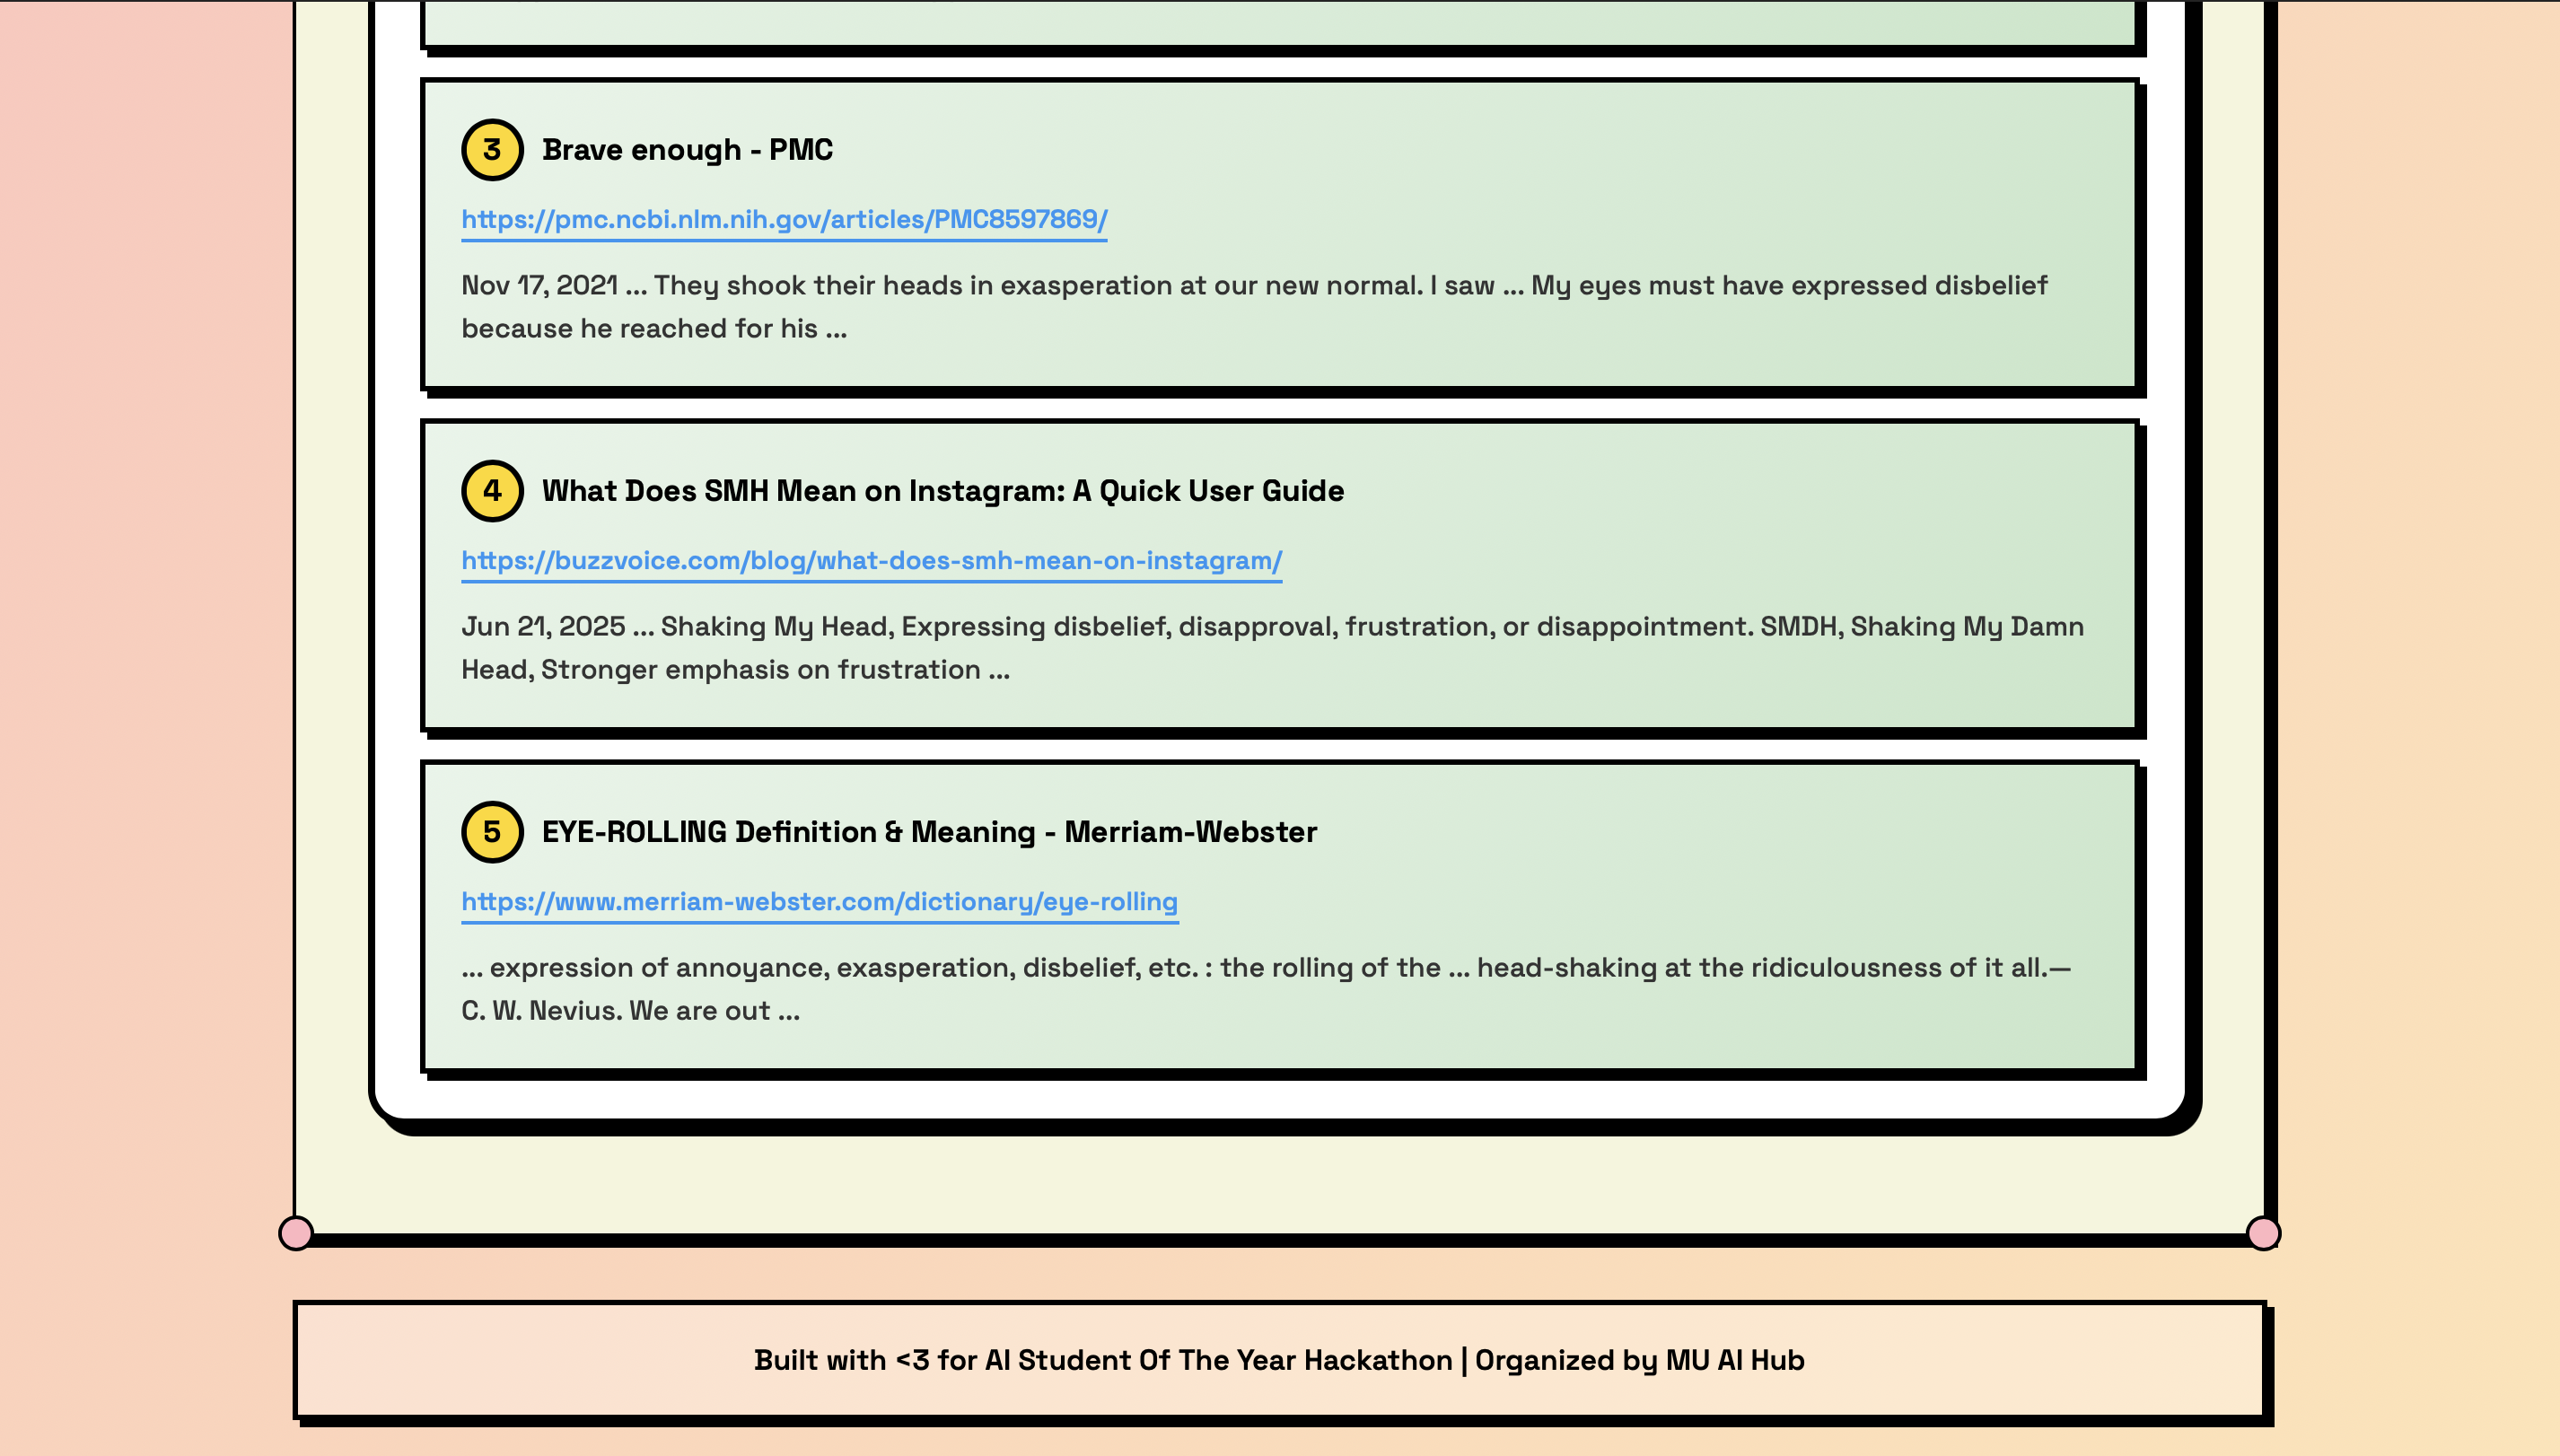 3 Brave enough - PMC
https://pmc.ncbi.nlm.nih.gov/articles/PMC8597869/
Nov 17, 2021 ... They shook their heads in exasperation at our new normal. I saw ... My eyes must have expressed disbelief
because he reached for his ...
4 What Does SMH Mean on Instagram: A Quick User Guide
https://buzzvoice.com/blog/what-does-smh-mean-on-instagram/
Jun 21, 2025 ... Shaking My Head, Expressing disbelief, disapproval, frustration, or disappointment. SMDH, Shaking My Damn
Head, Stronger emphasis on frustration ...
5 EYE-ROLLING Definition & Meaning - Merriam-Webster
https://www.merriam-webster.com/dictionary/eye-rolling
... expression of annoyance, exasperation, disbelief, etc. : the rolling of the ... head-shaking at the ridiculousness of it all.—
C. W. Nevius. We are out ...
Built with <3 for AI Student Of The Year Hackathon | Organized by MU AI Hub